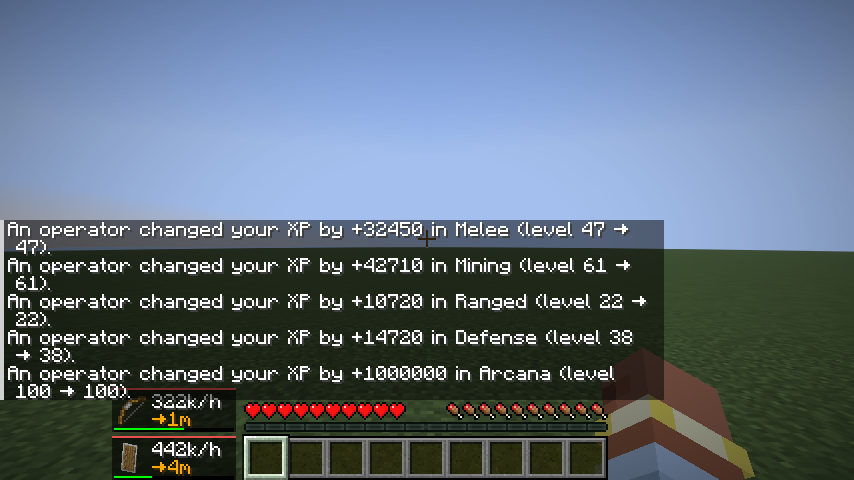 An operator changed your XP by +32450 in Melee (level 47 →
47).
An operator changed your XP by +42710 in Mining (level 61 →
61).
An operator changed your XP by +10720 in Ranged (level 22 →
22).
An operator changed your XP by +14720 in Defense (level 38
→ 38).
An operator changed your XP by +1000000 in Arcana (level
100 → 100).
322k/h
→1m
442k/h
→4m